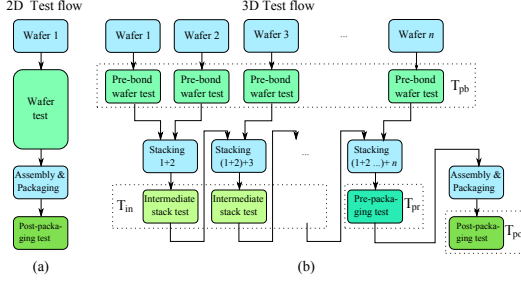 2D Test flow
3D Test flow
Wafer 1
Wafer 1
Wafer 2
Wafer 3
...
Wafer n
Wafer
test
Pre-bond
wafer test
Pre-bond
wafer test
Pre-bond
wafer test
Pre-bond
wafer test
Tpb
Assembly &
Packaging
Stacking
1+2
Stacking
(1+2)+3
...
Stacking
(1+2 ...)+ n
Assembly &
Packaging
Tin
Intermediate
stack test
Intermediate
stack test
Pre-pack-
aging test
Tpr
Post-packa-
ging test
Post-packa-
ging test
Tpo
(a)
(b)